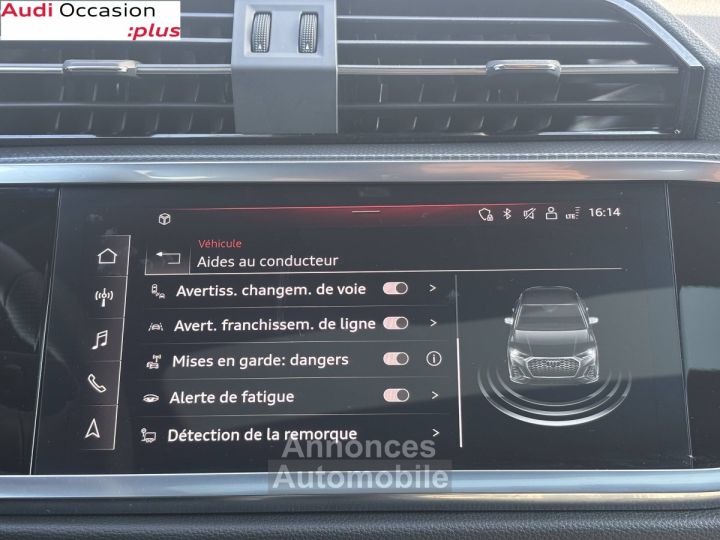 Audi Occasion
:plus
LTE
16:14
Véhicule
Aides au conducteur
Avertiss. changem. de voie
Avert. franchissem. de ligne
Mises en garde: dangers
Alerte de fatigue
Détection de la remorque
Annonces
Automobile